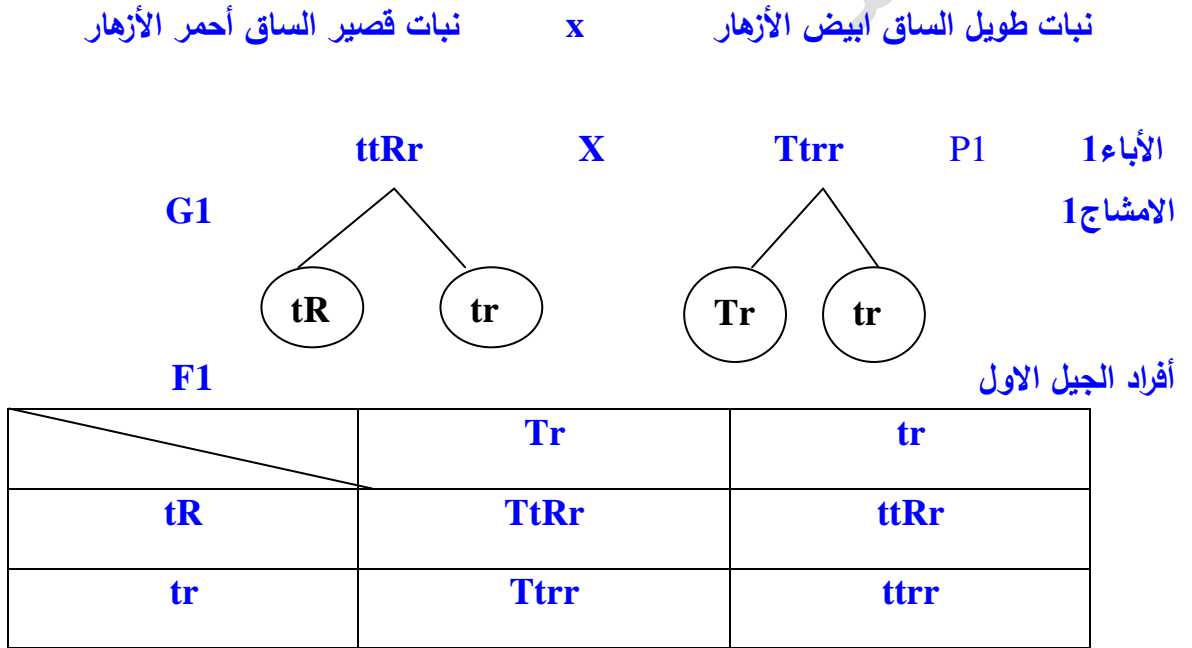 نبات طويل الساق ابيض الأزهار x نبات قصير الساق أحمر الأزهار
الأباء1 P1 Ttrr X ttRr
الامشاج1 G1
Tr tr tR tr
أفراد الجيل الاول F1
Tr tr
tR TtRr ttRr
tr Ttrr ttrr